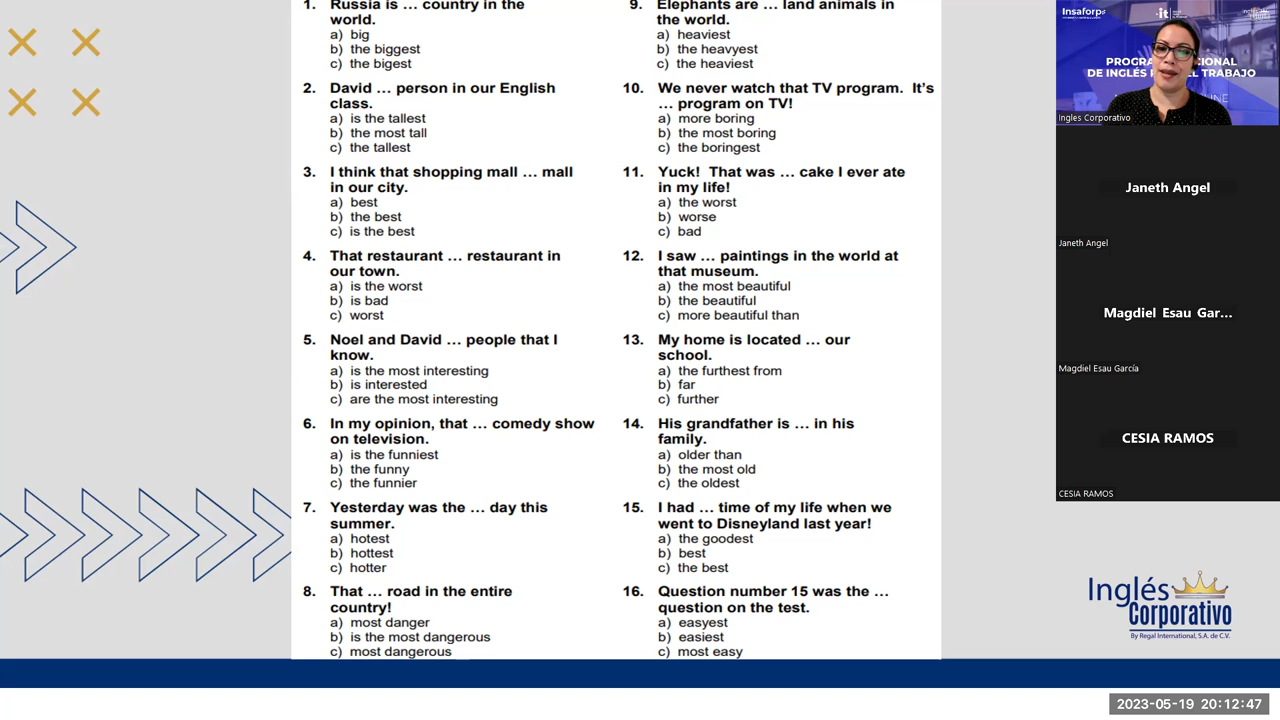 1. Russia is … country in the
world.
a) big
b) the biggest
c) the bigest
2. David … person in our English
class.
a) is the tallest
b) the most tall
c) the tallest
3. I think that shopping mall … mall
in our city.
a) best
b) the best
c) is the best
4. That restaurant … restaurant in
our town.
a) is the worst
b) is bad
c) worst
5. Noel and David … people that I
know.
a) is the most interesting
b) is interested
c) are the most interesting
6. In my opinion, that … comedy show
on television.
a) is the funniest
b) the funny
c) the funnier
7. Yesterday was the … day this
summer.
a) hotest
b) hottest
c) hotter
8. That … road in the entire
country!
a) most danger
b) is the most dangerous
c) most dangerous
9. Elephants are … land animals in
the world.
a) heaviest
b) the heavyest
c) the heaviest
10. We never watch that TV program. It's
… program on TV!
a) more boring
b) the most boring
c) the boringest
11. Yuck! That was … cake I ever ate
in my life!
a) the worst
b) worse
c) bad
12. I saw … paintings in the world at
that museum.
a) the most beautiful
b) the beautiful
c) more beautiful than
13. My home is located … our
school.
a) the furthest from
b) far
c) further
14. His grandfather is … in his
family.
a) older than
b) the most old
c) the oldest
15. I had … time of my life when we
went to Disneyland last year!
a) the goodest
b) best
c) the best
16. Question number 15 was the …
question on the test.
a) easyest
b) easiest
c) most easy
Insaforp
it
Inglés
PROGRA
DE INGLÉS
TRABAJO
Ingles Corporativo
Janeth Angel
Janeth Angel
Magdiel Esau Gar...
Magdiel Esau García
CESIA RAMOS
CESIA RAMOS
Inglés
Corporativo
By Regal International, S.A. de C.V.
2023-05-19 20:12:47